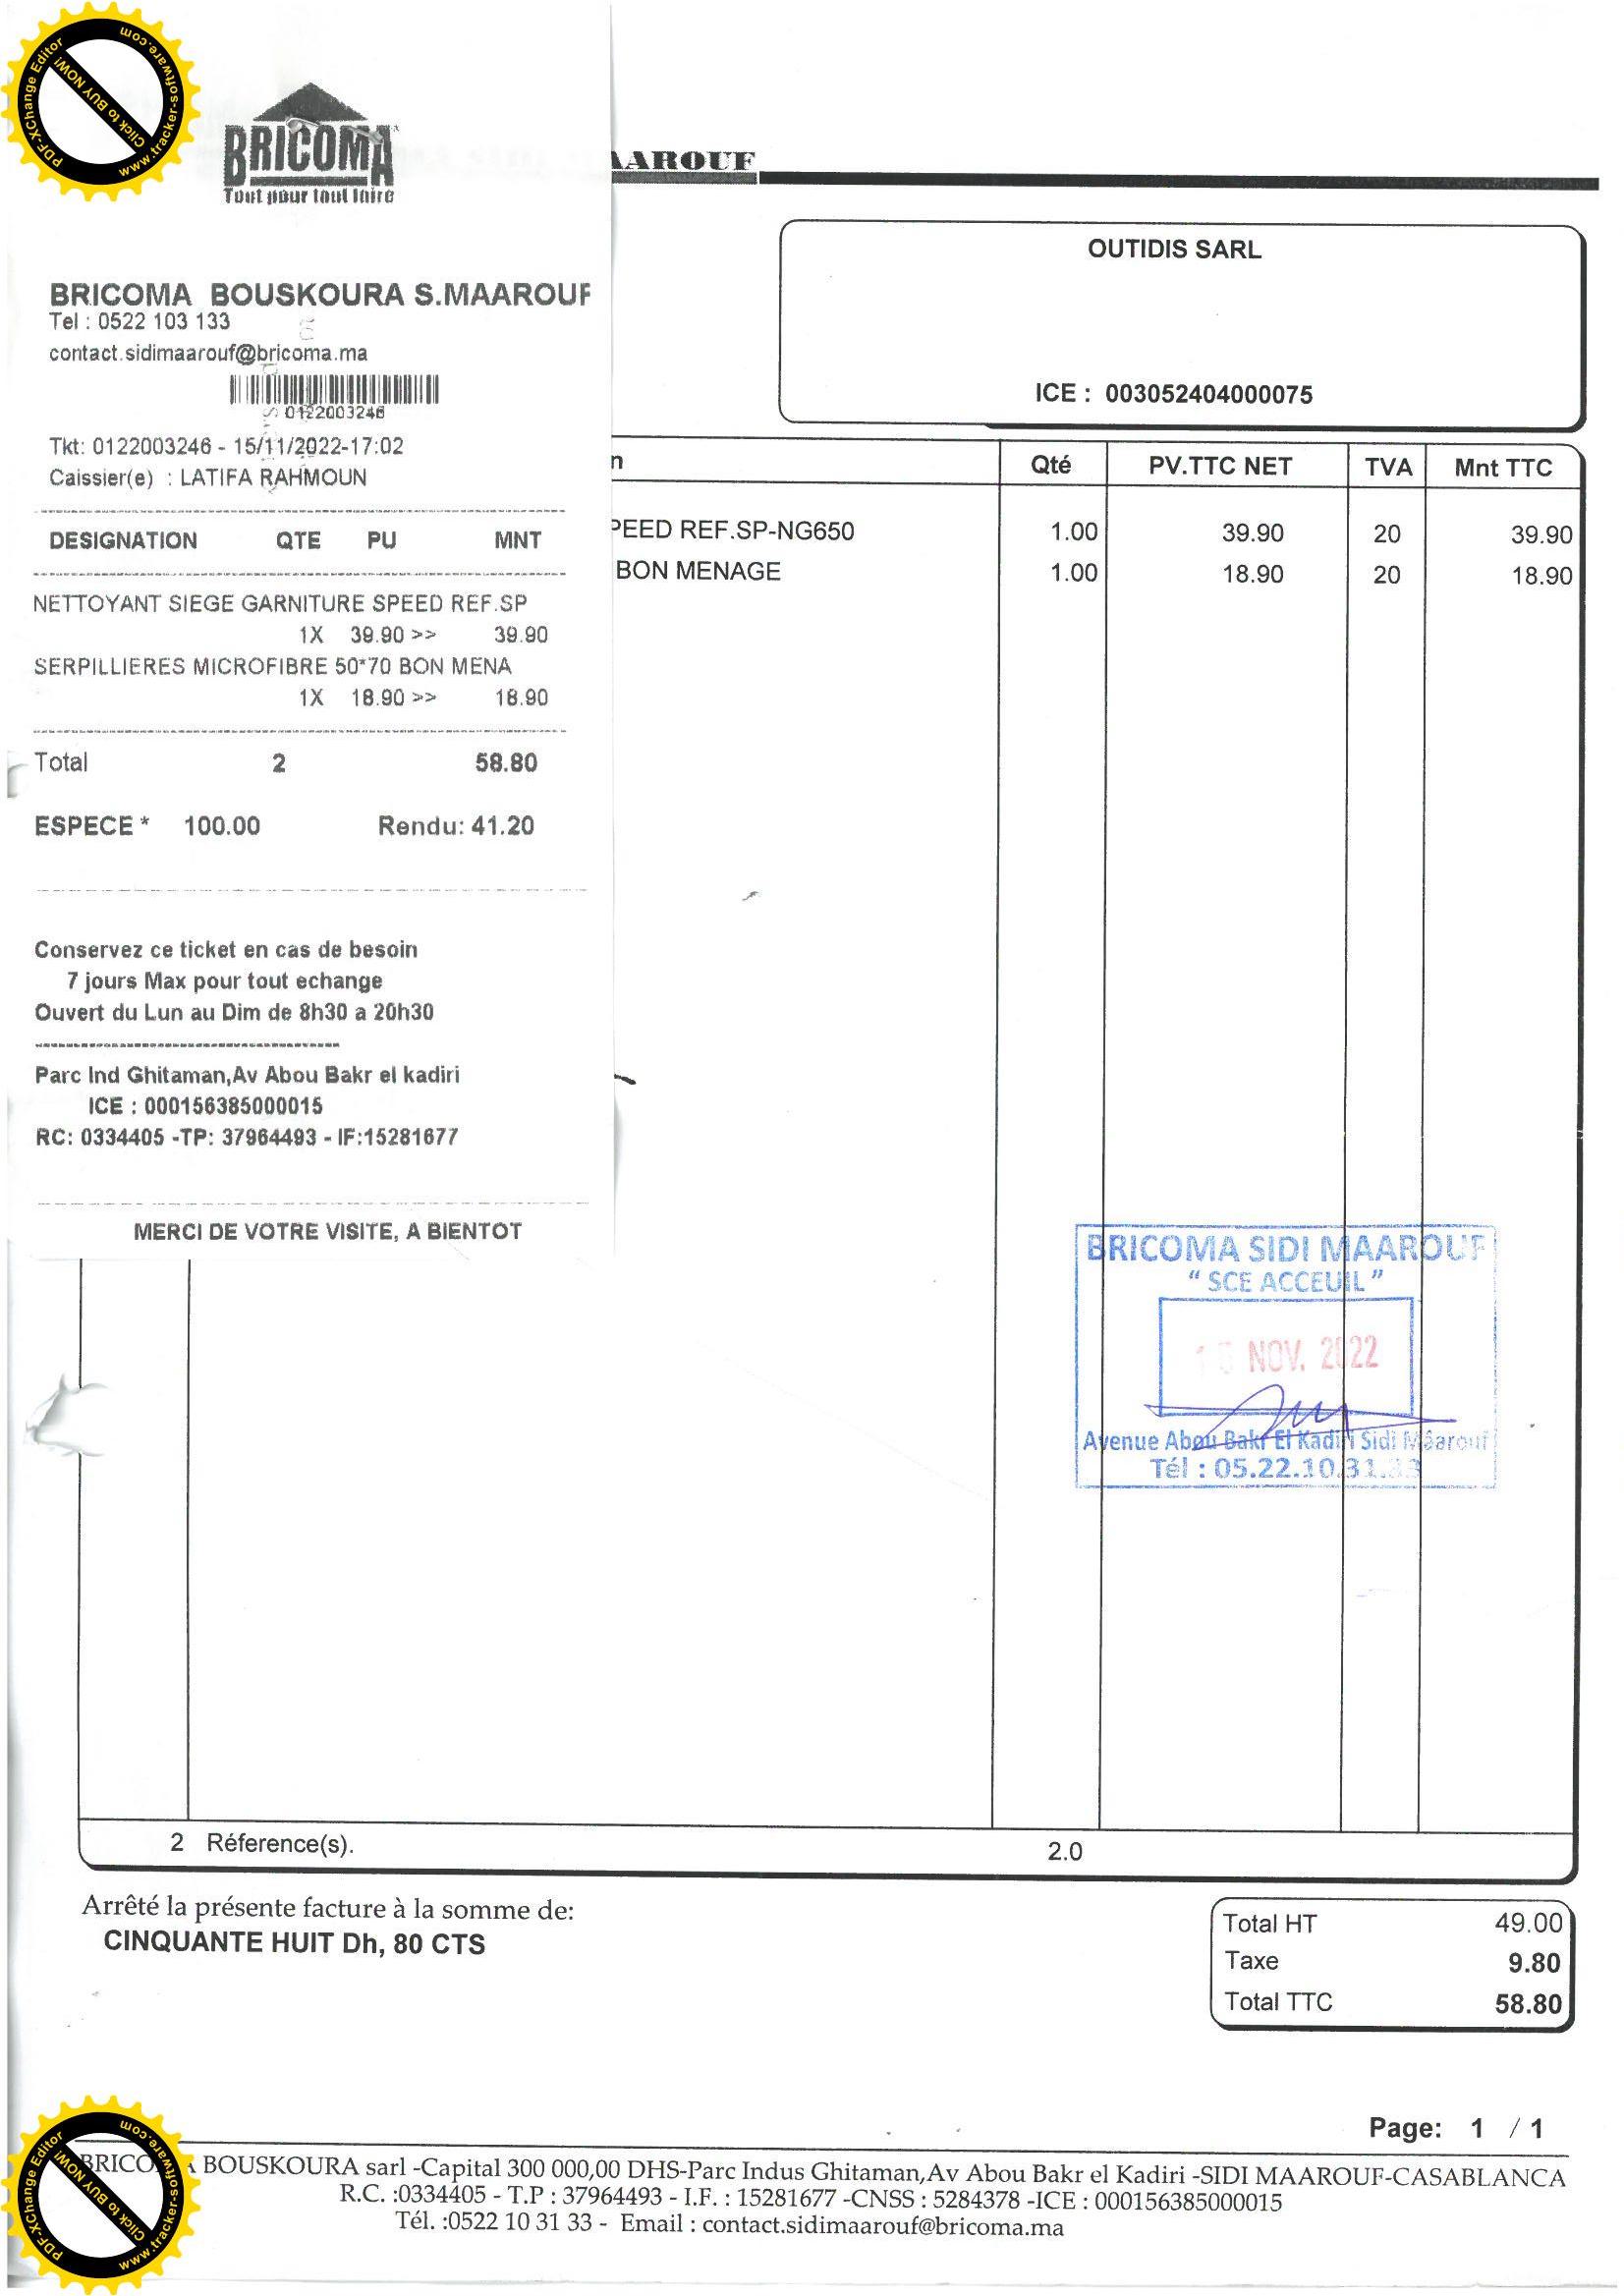 PDF-XChange Editor
Click to BUY NOW!
www.tracker-software.com
BRICOMA
Tout pour tout faire
AAROUF
BRICOMA BOUSKOURA S.MAAROUF
Tel : 0522 103 133
contact.sidimaarouf@bricoma.ma
0122003246
Tkt: 0122003246 - 15/11/2022-17:02
Caissier(e) : LATIFA RAHMOUN
DESIGNATION QTE PU MNT
NETTOYANT SIEGE GARNITURE SPEED REF.SP
1X 39.90 >> 39.90
SERPILLIERES MICROFIBRE 50*70 BON MENA
1X 18.90 >> 18.90
Total 2 58.80
ESPECE * 100.00 Rendu: 41.20
Conservez ce ticket en cas de besoin
7 jours Max pour tout echange
Ouvert du Lun au Dim de 8h30 a 20h30
Parc Ind Ghitaman,Av Abou Bakr el kadiri
ICE : 000156385000015
RC: 0334405 -TP: 37964493 - IF:15281677
MERCI DE VOTRE VISITE, A BIENTOT
OUTIDIS SARL
ICE : 003052404000075
n Qté PV.TTC NET TVA Mnt TTC
PEED REF.SP-NG650 1.00 39.90 20 39.90
BON MENAGE 1.00 18.90 20 18.90
BRICOMA SIDI MAAROUF
“ SCE ACCEUIL ”
NOV. 2022
Avenue Abou Bakr El Kadiri Sidi Maarouf
Tél : 05.22.10.31.33
2 Réference(s). 2.0
Arrêté la présente facture à la somme de:
CINQUANTE HUIT Dh, 80 CTS
Total HT 49.00
Taxe 9.80
Total TTC 58.80
Page: 1 / 1
BRICOMA BOUSKOURA sarl -Capital 300 000,00 DHS-Parc Indus Ghitaman,Av Abou Bakr el Kadiri -SIDI MAAROUF-CASABLANCA
R.C. :0334405 - T.P : 37964493 - I.F. : 15281677 -CNSS : 5284378 -ICE : 000156385000015
Tél. :0522 10 31 33 - Email : contact.sidimaarouf@bricoma.ma
PDF-XChange Editor
Click to BUY NOW!
www.tracker-software.com